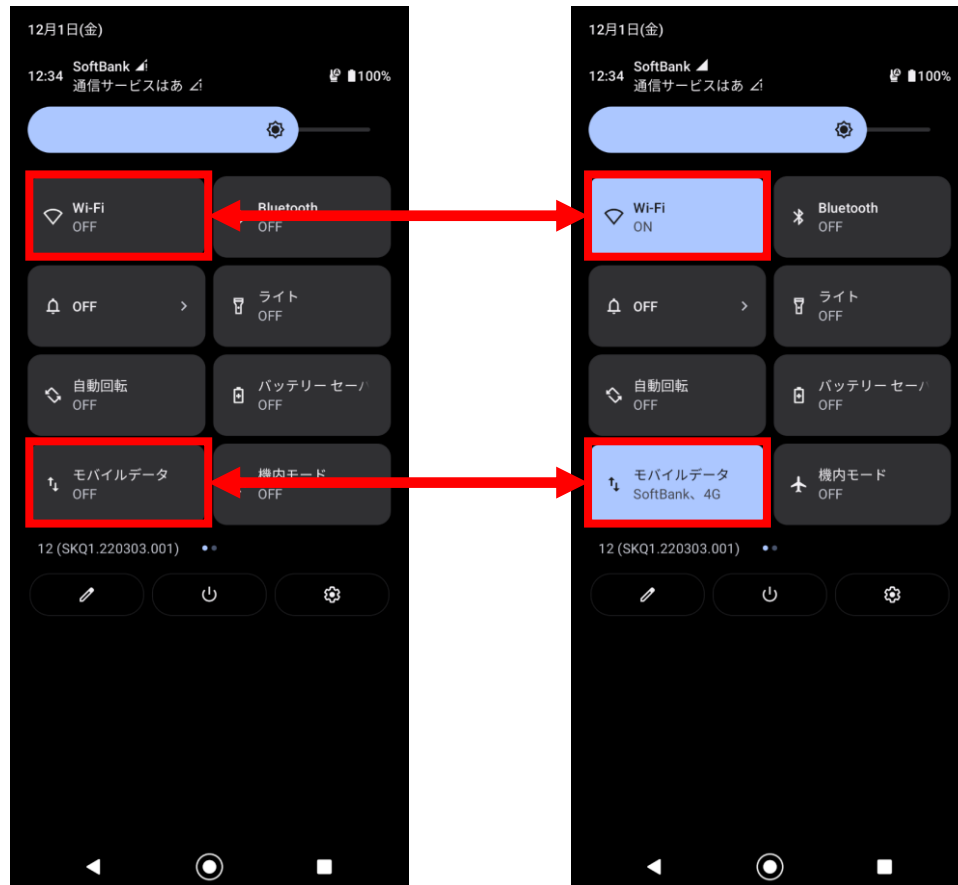 12月1日(金)
12:34 SoftBank
通信サービスはあ
100%
Wi-Fi
OFF
Bluetooth
OFF
OFF
ライト
OFF
自動回転
OFF
バッテリー セーバ
OFF
モバイルデータ
OFF
機内モード
OFF
12 (SKQ1.220303.001)
12月1日(金)
12:34 SoftBank
通信サービスはあ
100%
Wi-Fi
ON
Bluetooth
OFF
OFF
ライト
OFF
自動回転
OFF
バッテリー セーバ
OFF
モバイルデータ
SoftBank、4G
機内モード
OFF
12 (SKQ1.220303.001)